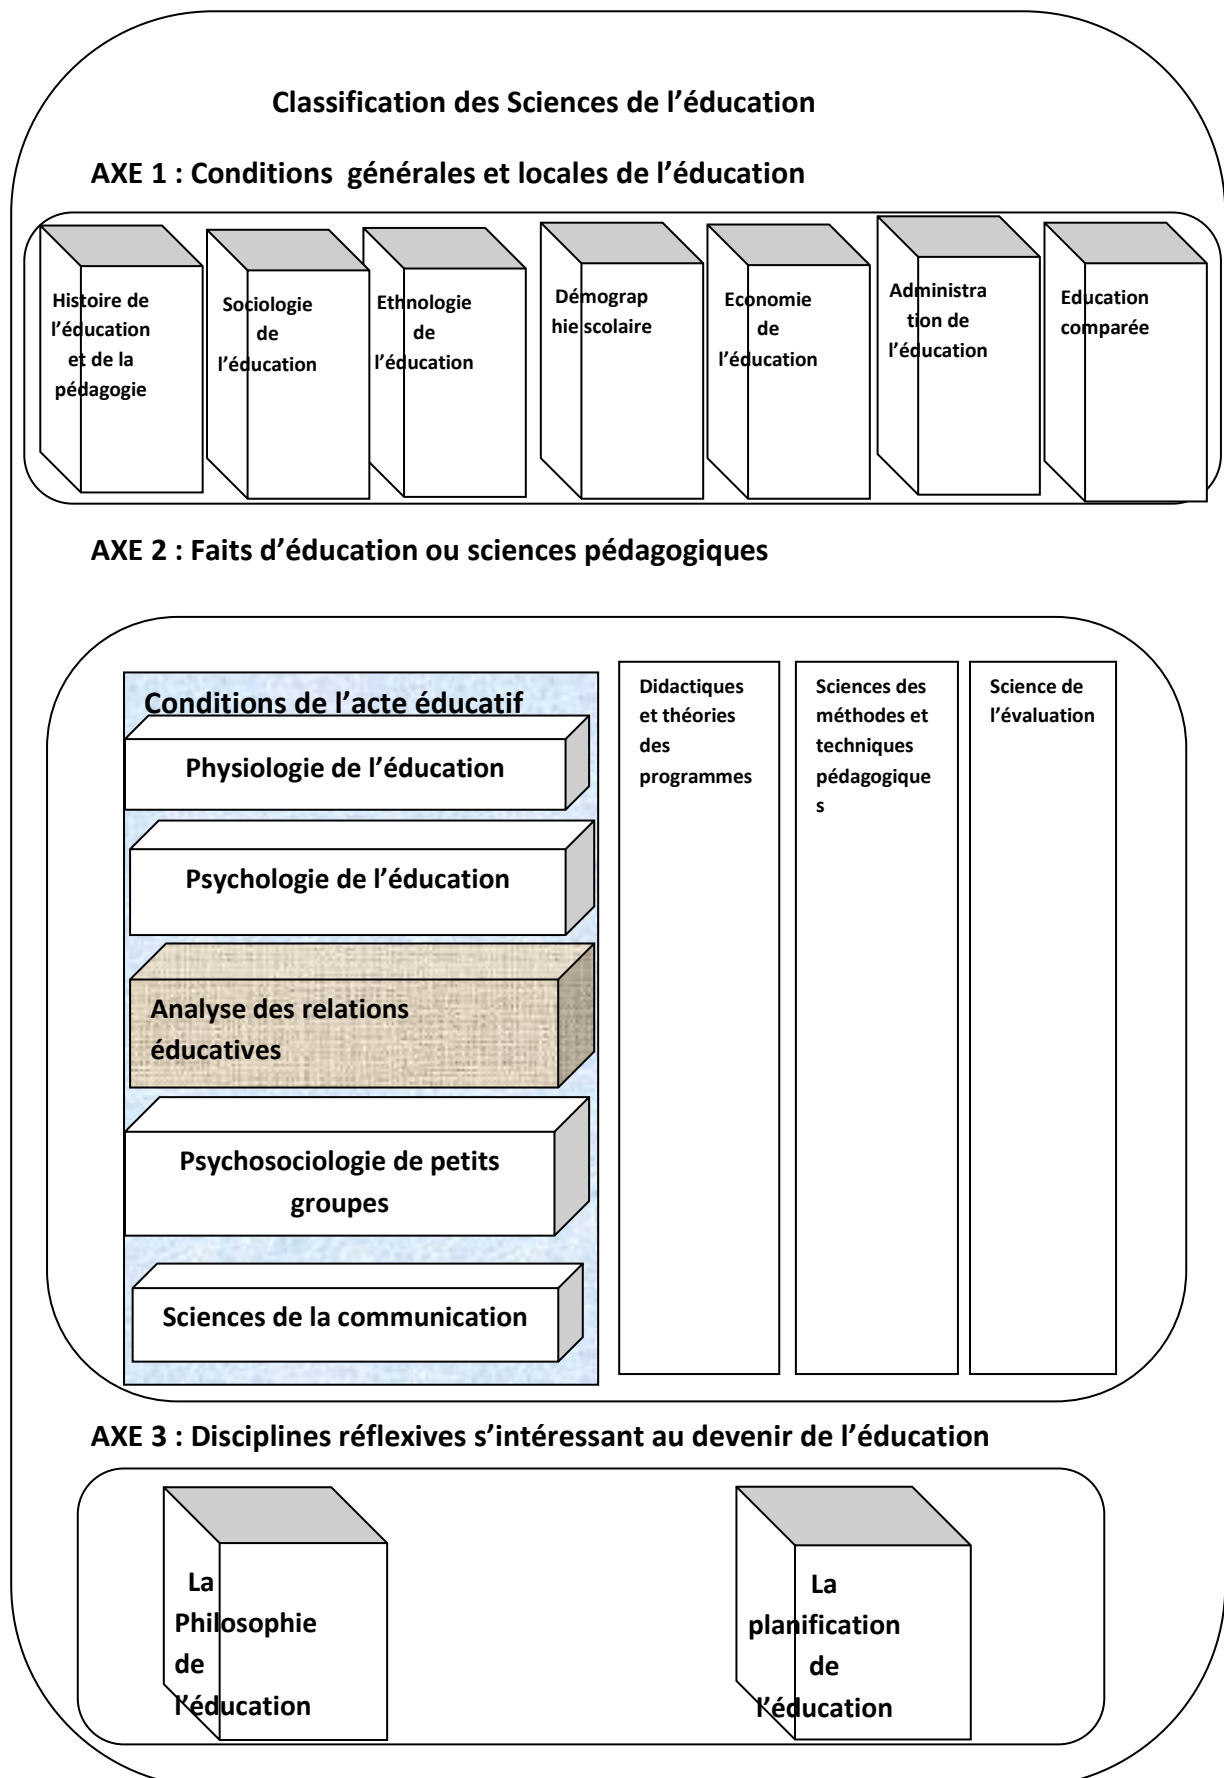 Classification des Sciences de l’éducation
AXE 1 : Conditions générales et locales de l’éducation
Histoire de
l’éducation
et de la
pédagogie
Sociologie
de
l’éducation
Ethnologie
de
l’éducation
Démograp
hie scolaire
Economie
de
l’éducation
Administra
tion de
l’éducation
Education
comparée
AXE 2 : Faits d’éducation ou sciences pédagogiques
Conditions de l’acte éducatif
Physiologie de l’éducation
Psychologie de l’éducation
Analyse des relations
éducatives
Psychosociologie de petits
groupes
Sciences de la communication
Didactiques
et théories
des
programmes
Sciences des
méthodes et
techniques
pédagogique
s
Science de
l’évaluation
AXE 3 : Disciplines réflexives s’intéressant au devenir de l’éducation
La
Philosophie
de
l’éducation
La
planification
de
l’éducation